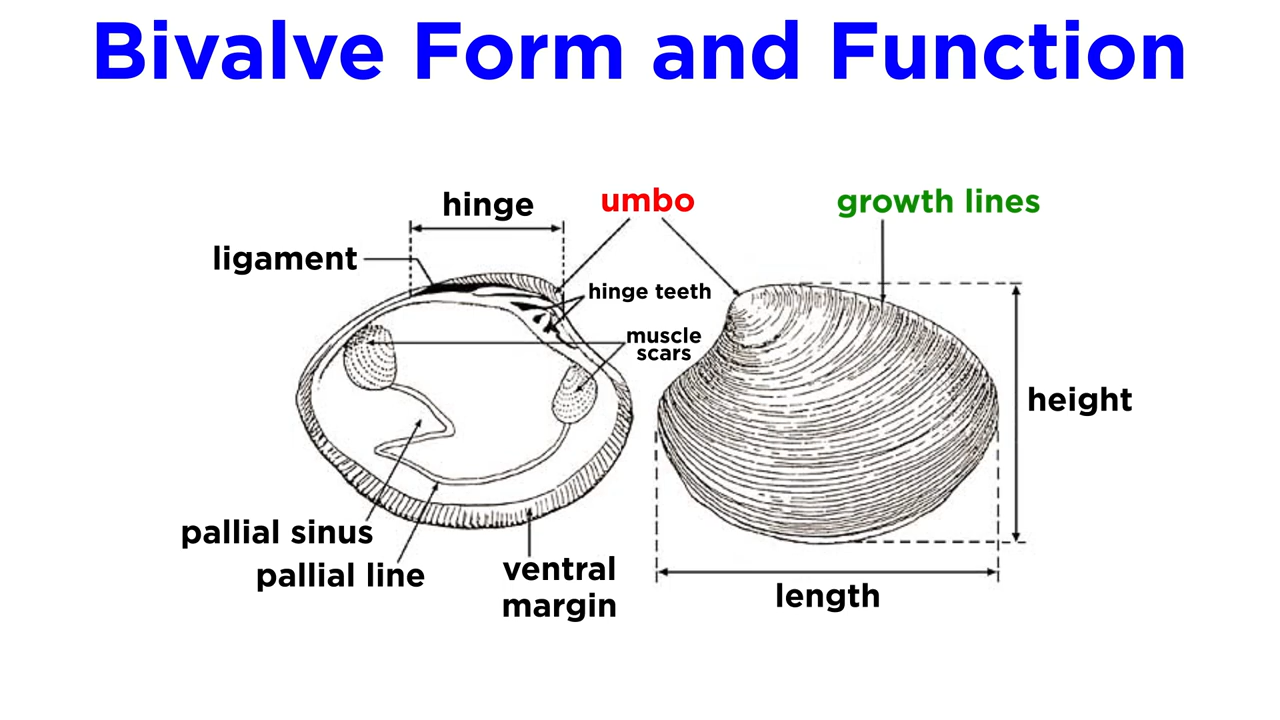 Bivalve Form and Function
hinge
umbo
growth lines
ligament
hinge teeth
muscle
scars
height
pallial sinus
pallial line
ventral
margin
length